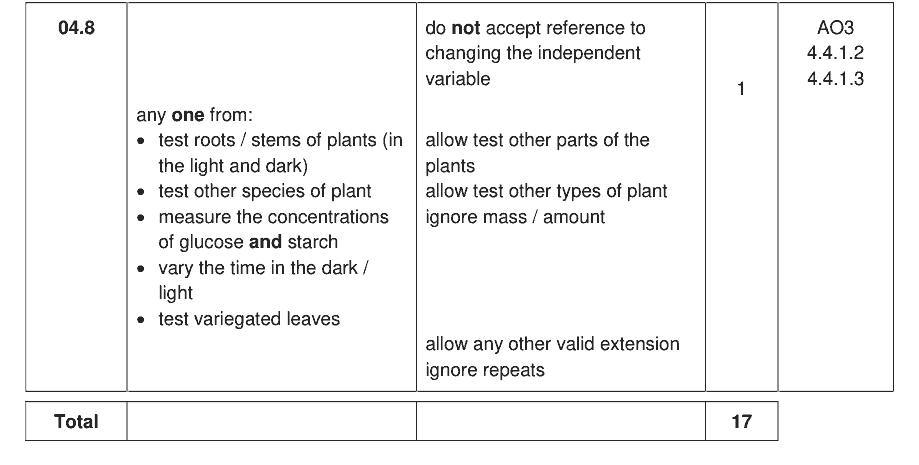 04.8
do not accept reference to
changing the independent
variable
1
AO3
4.4.1.2
4.4.1.3
any one from:
• test roots / stems of plants (in
the light and dark)
• test other species of plant
• measure the concentrations
of glucose and starch
• vary the time in the dark /
light
• test variegated leaves
allow test other parts of the
plants
allow test other types of plant
ignore mass / amount
allow any other valid extension
ignore repeats
Total
17